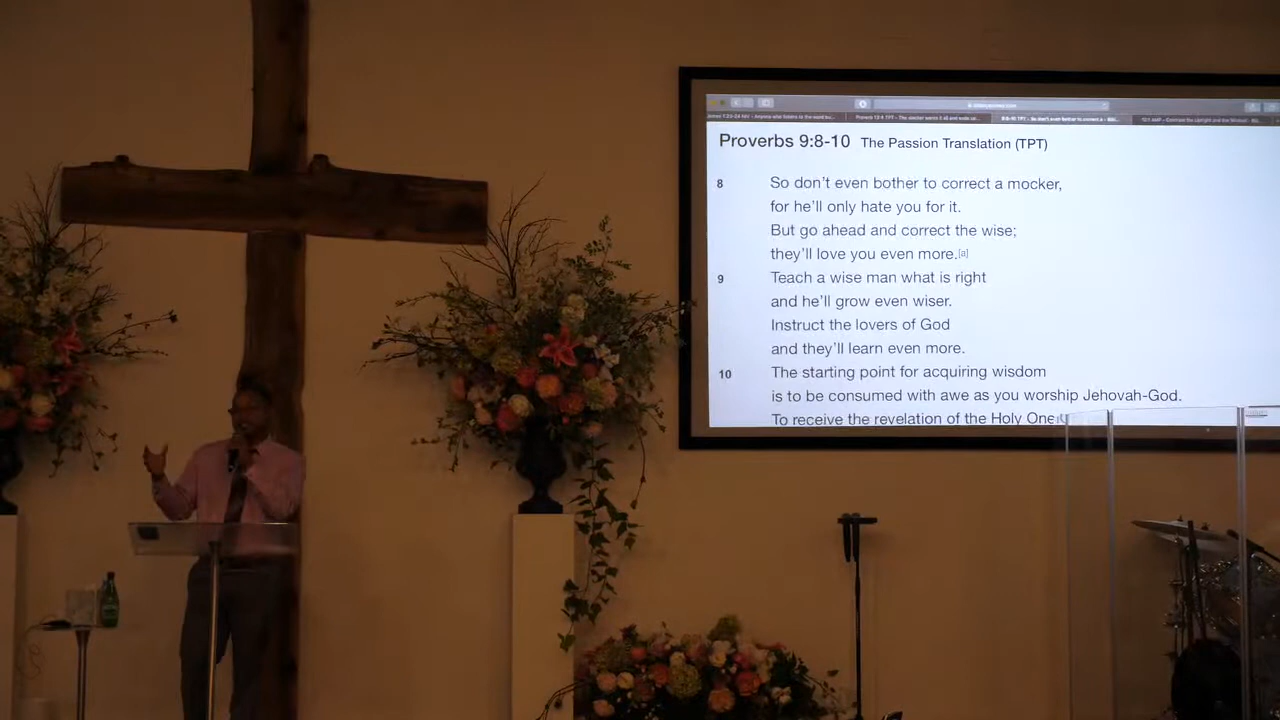 Proverbs 9:8-10 The Passion Translation (TPT)
8 So don't even bother to correct a mocker,
for he'll only hate you for it.
But go ahead and correct the wise;
they'll love you even more.[a]
9 Teach a wise man what is right
and he'll grow even wiser.
Instruct the lovers of God
and they'll learn even more.
10 The starting point for acquiring wisdom
is to be consumed with awe as you worship Jehovah-God.
To receive the revelation of the Holy One